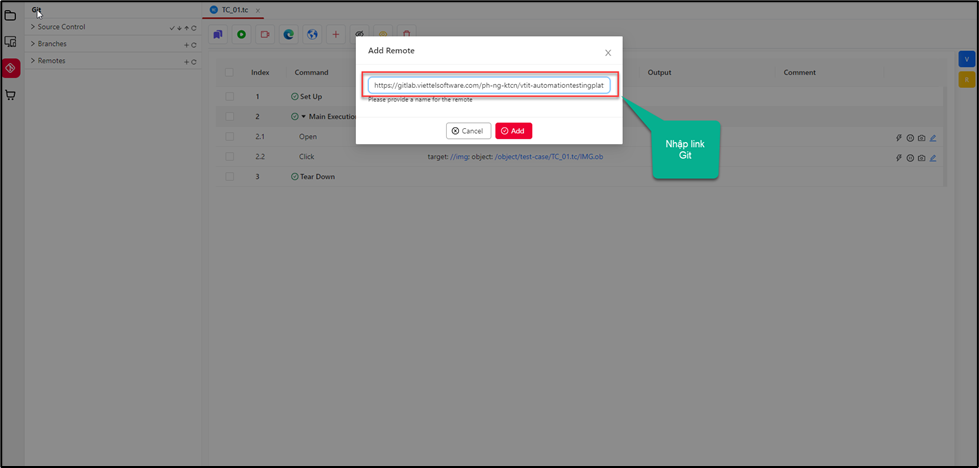 Git
TC_01.tc
Source Control
Branches
Remotes
Add Remote
https://gitlab.viettelsoftware.com/ph-ng-ktcn/vtit-automationtestingplat
Please provide a name for the remote
Cancel
Add
Nhập link
Git
Index Command Output Comment
1 Set Up
2 Main Executio
2.1 Open
2.2 Click target: //img: object: /object/test-case/TC_01.tc/IMG.ob
3 Tear Down
V